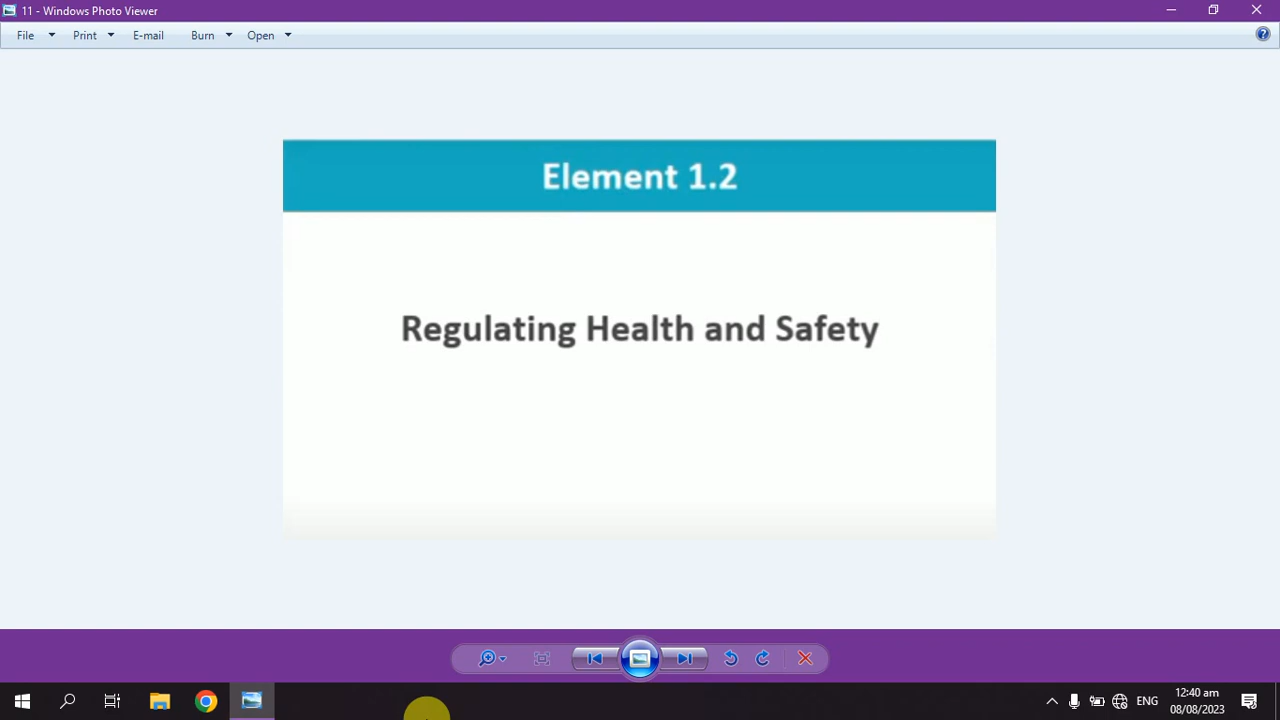 11 - Windows Photo Viewer
File Print E-mail Burn Open
Element 1.2
Regulating Health and Safety
ENG
12:40 am
08/08/2023